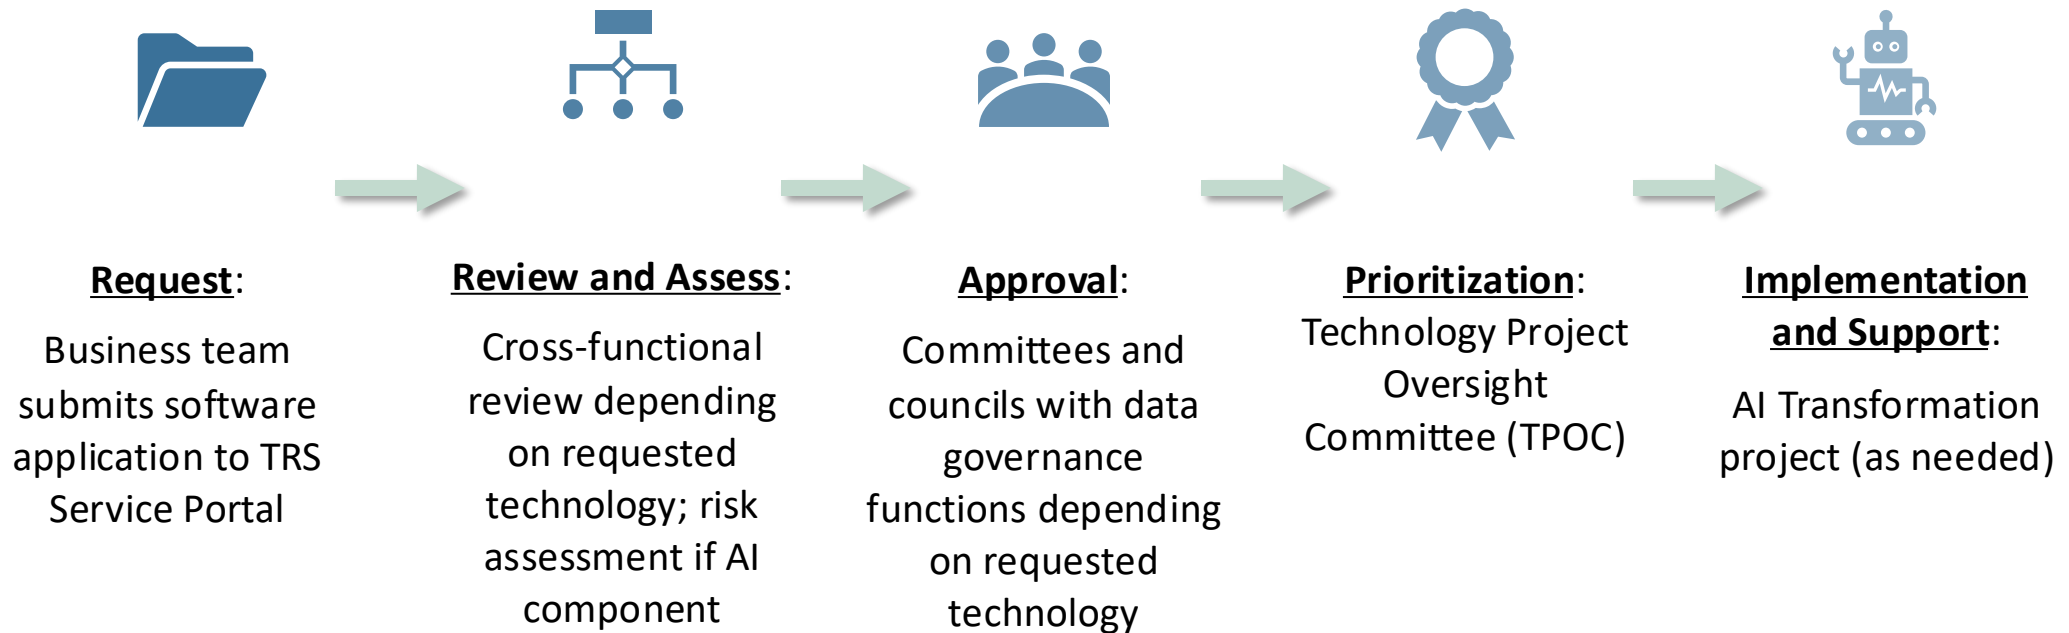 Request:
Business team
submits software
application to TRS
Service Portal
Review and Assess:
Cross-functional
review depending
on requested
technology; risk
assessment if AI
component
Approval:
Committees and
councils with data
governance
functions depending
on requested
technology
Prioritization:
Technology Project
Oversight
Committee (TPOC)
Implementation
and Support:
AI Transformation
project (as needed)